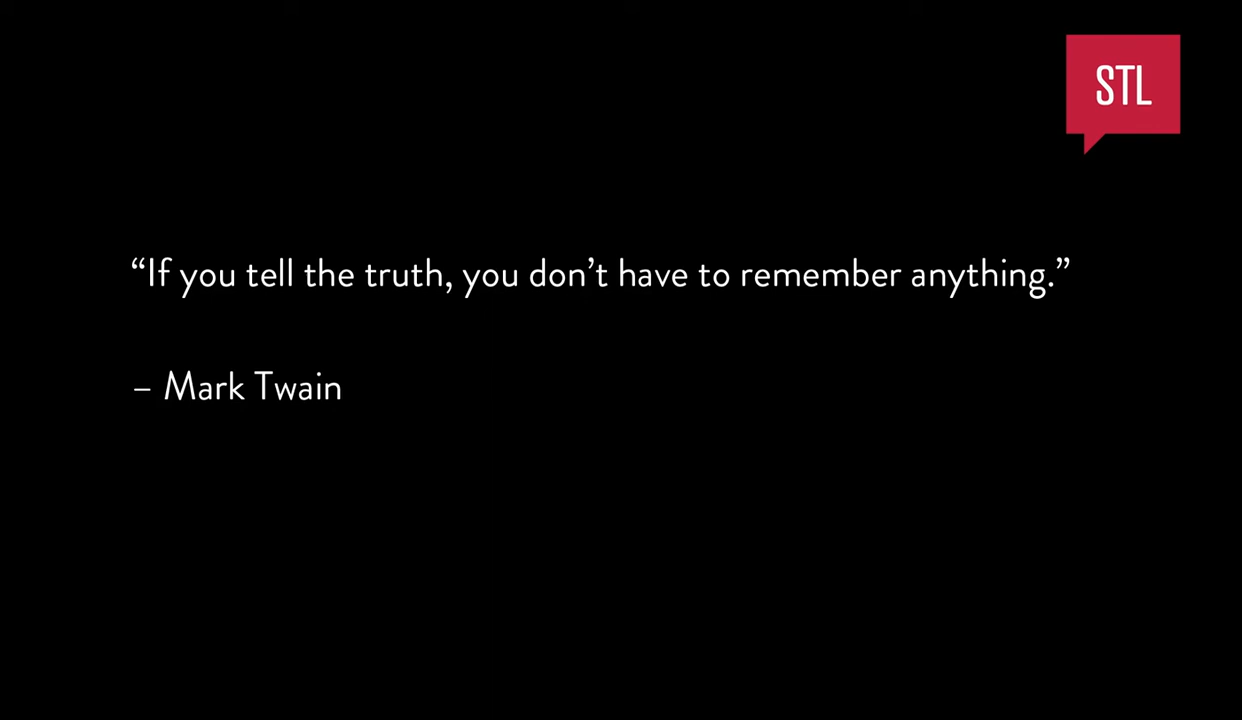 STL
“If you tell the truth, you don’t have to remember anything.”
– Mark Twain